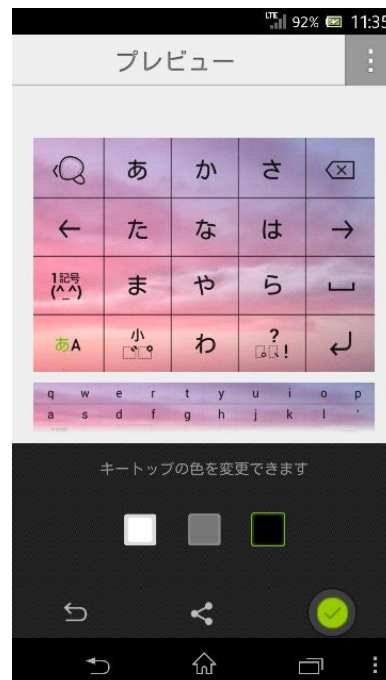 LTE 92% 11:35
プレビュー
あ か さ
← た な は →
1記号 (^_^) ま や ら
あA 小 わ ?!
q w e r t y u i o p
a s d f g h j k l '
キートップの色を変更できます